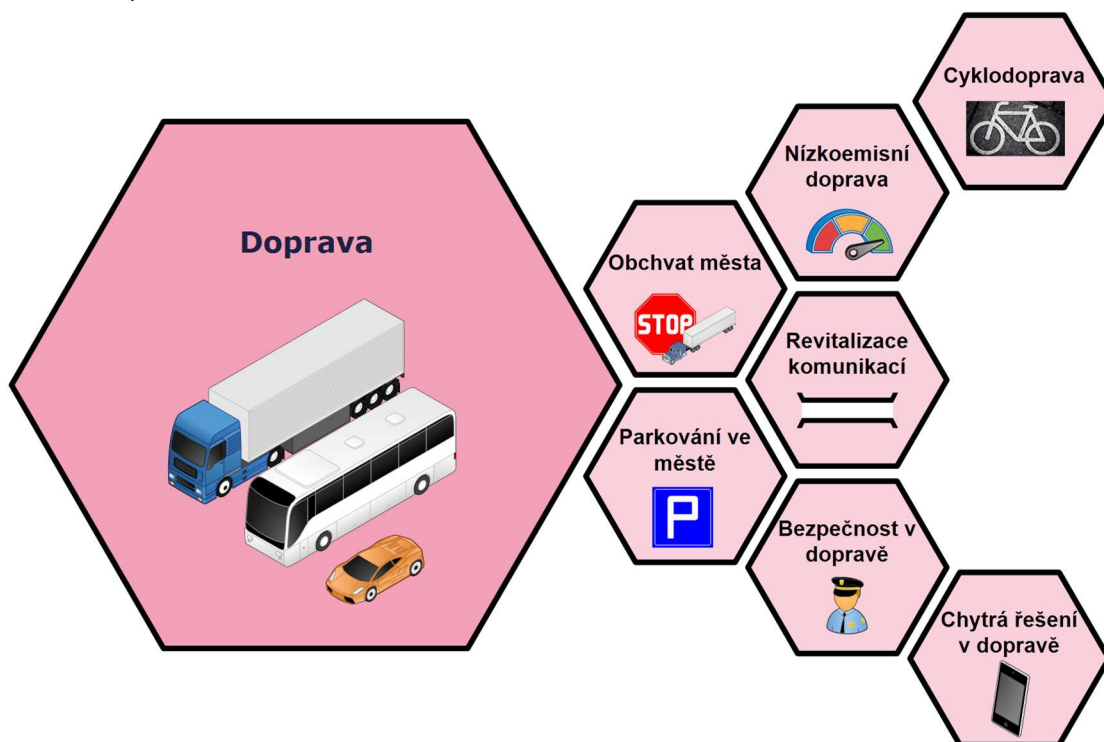 Doprava
Cyklodoprava
Nízkoemisní
doprava
Obchvat města
STOP
Revitalizace
komunikací
Parkování ve
městě
P
Bezpečnost v
dopravě
Chytrá řešení
v dopravě